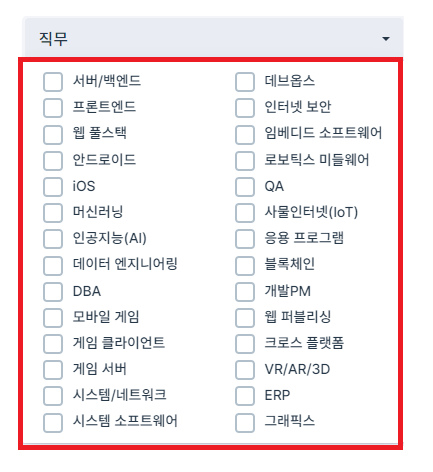 직무
서버/백엔드
프론트엔드
웹 풀스택
안드로이드
iOS
머신러닝
인공지능(AI)
데이터 엔지니어링
DBA
모바일 게임
게임 클라이언트
게임 서버
시스템/네트워크
시스템 소프트웨어
데브옵스
인터넷 보안
임베디드 소프트웨어
로보틱스 미들웨어
QA
사물인터넷(IoT)
응용 프로그램
블록체인
개발PM
웹 퍼블리싱
크로스 플랫폼
VR/AR/3D
ERP
그래픽스